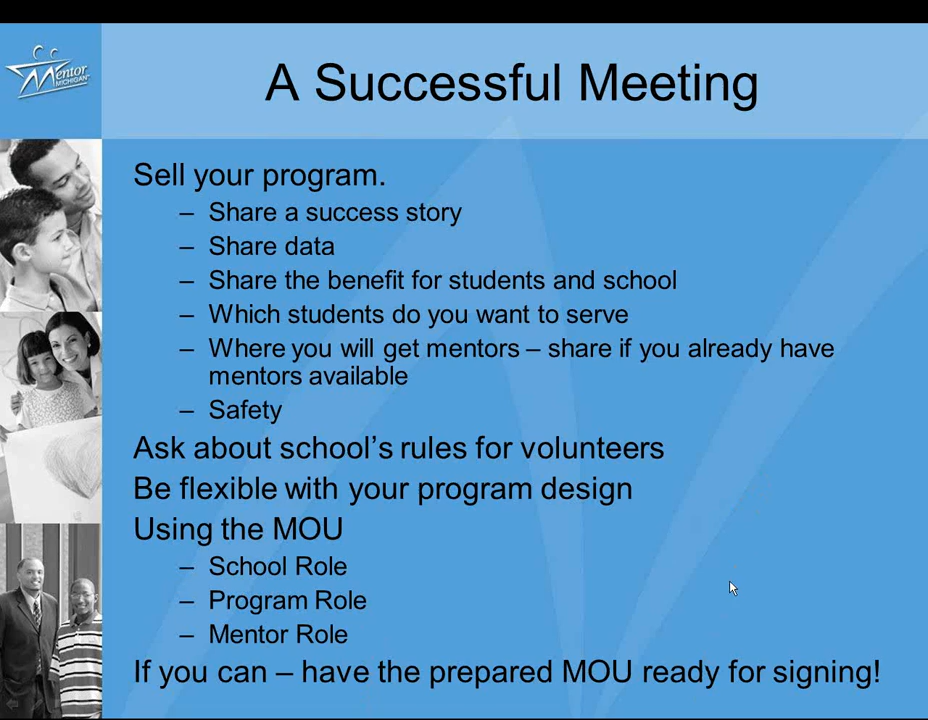 Mentor
MICHIGAN
A Successful Meeting
Sell your program.
– Share a success story
– Share data
– Share the benefit for students and school
– Which students do you want to serve
– Where you will get mentors – share if you already have
mentors available
– Safety
Ask about school's rules for volunteers
Be flexible with your program design
Using the MOU
– School Role
– Program Role
– Mentor Role
If you can – have the prepared MOU ready for signing!